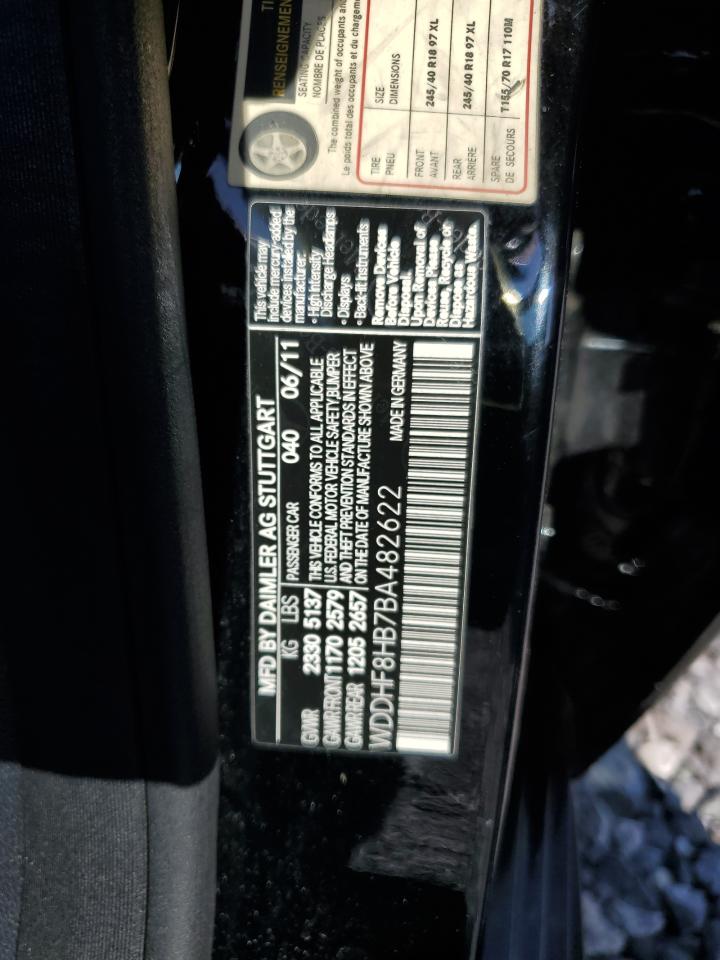 MFD BY DAIMLER AG STUTTGART
KG LBS PASSENGER CAR 040 06/11
GVWR 2330 5137
GAWR FRONT 1170 2579
GAWR REAR 1205 2657
THIS VEHICLE CONFORMS TO ALL APPLICABLE
U.S. FEDERAL MOTOR VEHICLE SAFETY BUMPER
AND THEFT PREVENTION STANDARDS IN EFFECT
ON THE DATE OF MANUFACTURE SHOWN ABOVE
MADE IN GERMANY
WDDHF8HB7BA482622
This vehicle may
include mercury added
devices installed by the
manufacturer:
• High Intensity
Discharge Headlamps
• Displays
• Back-lit Instruments
Remove Devices
Before Vehicle
Disposal.
Upon Removal of
Devices Please
Reuse, Recycle or
Dispose as
Hazardous Waste.
RENSEIGNEMENT
SEATING CAPACITY
NOMBRE DE PLACES
The combined weight of occupants and
Le poids total des occupants et du chargement
TIRE SIZE
PNEU DIMENSIONS
FRONT
AVANT
245/40 R18 97 XL
REAR
ARRIÈRE
245/40 R18 97 XL
SPARE
DE SECOURS
T155/70 R17 110M